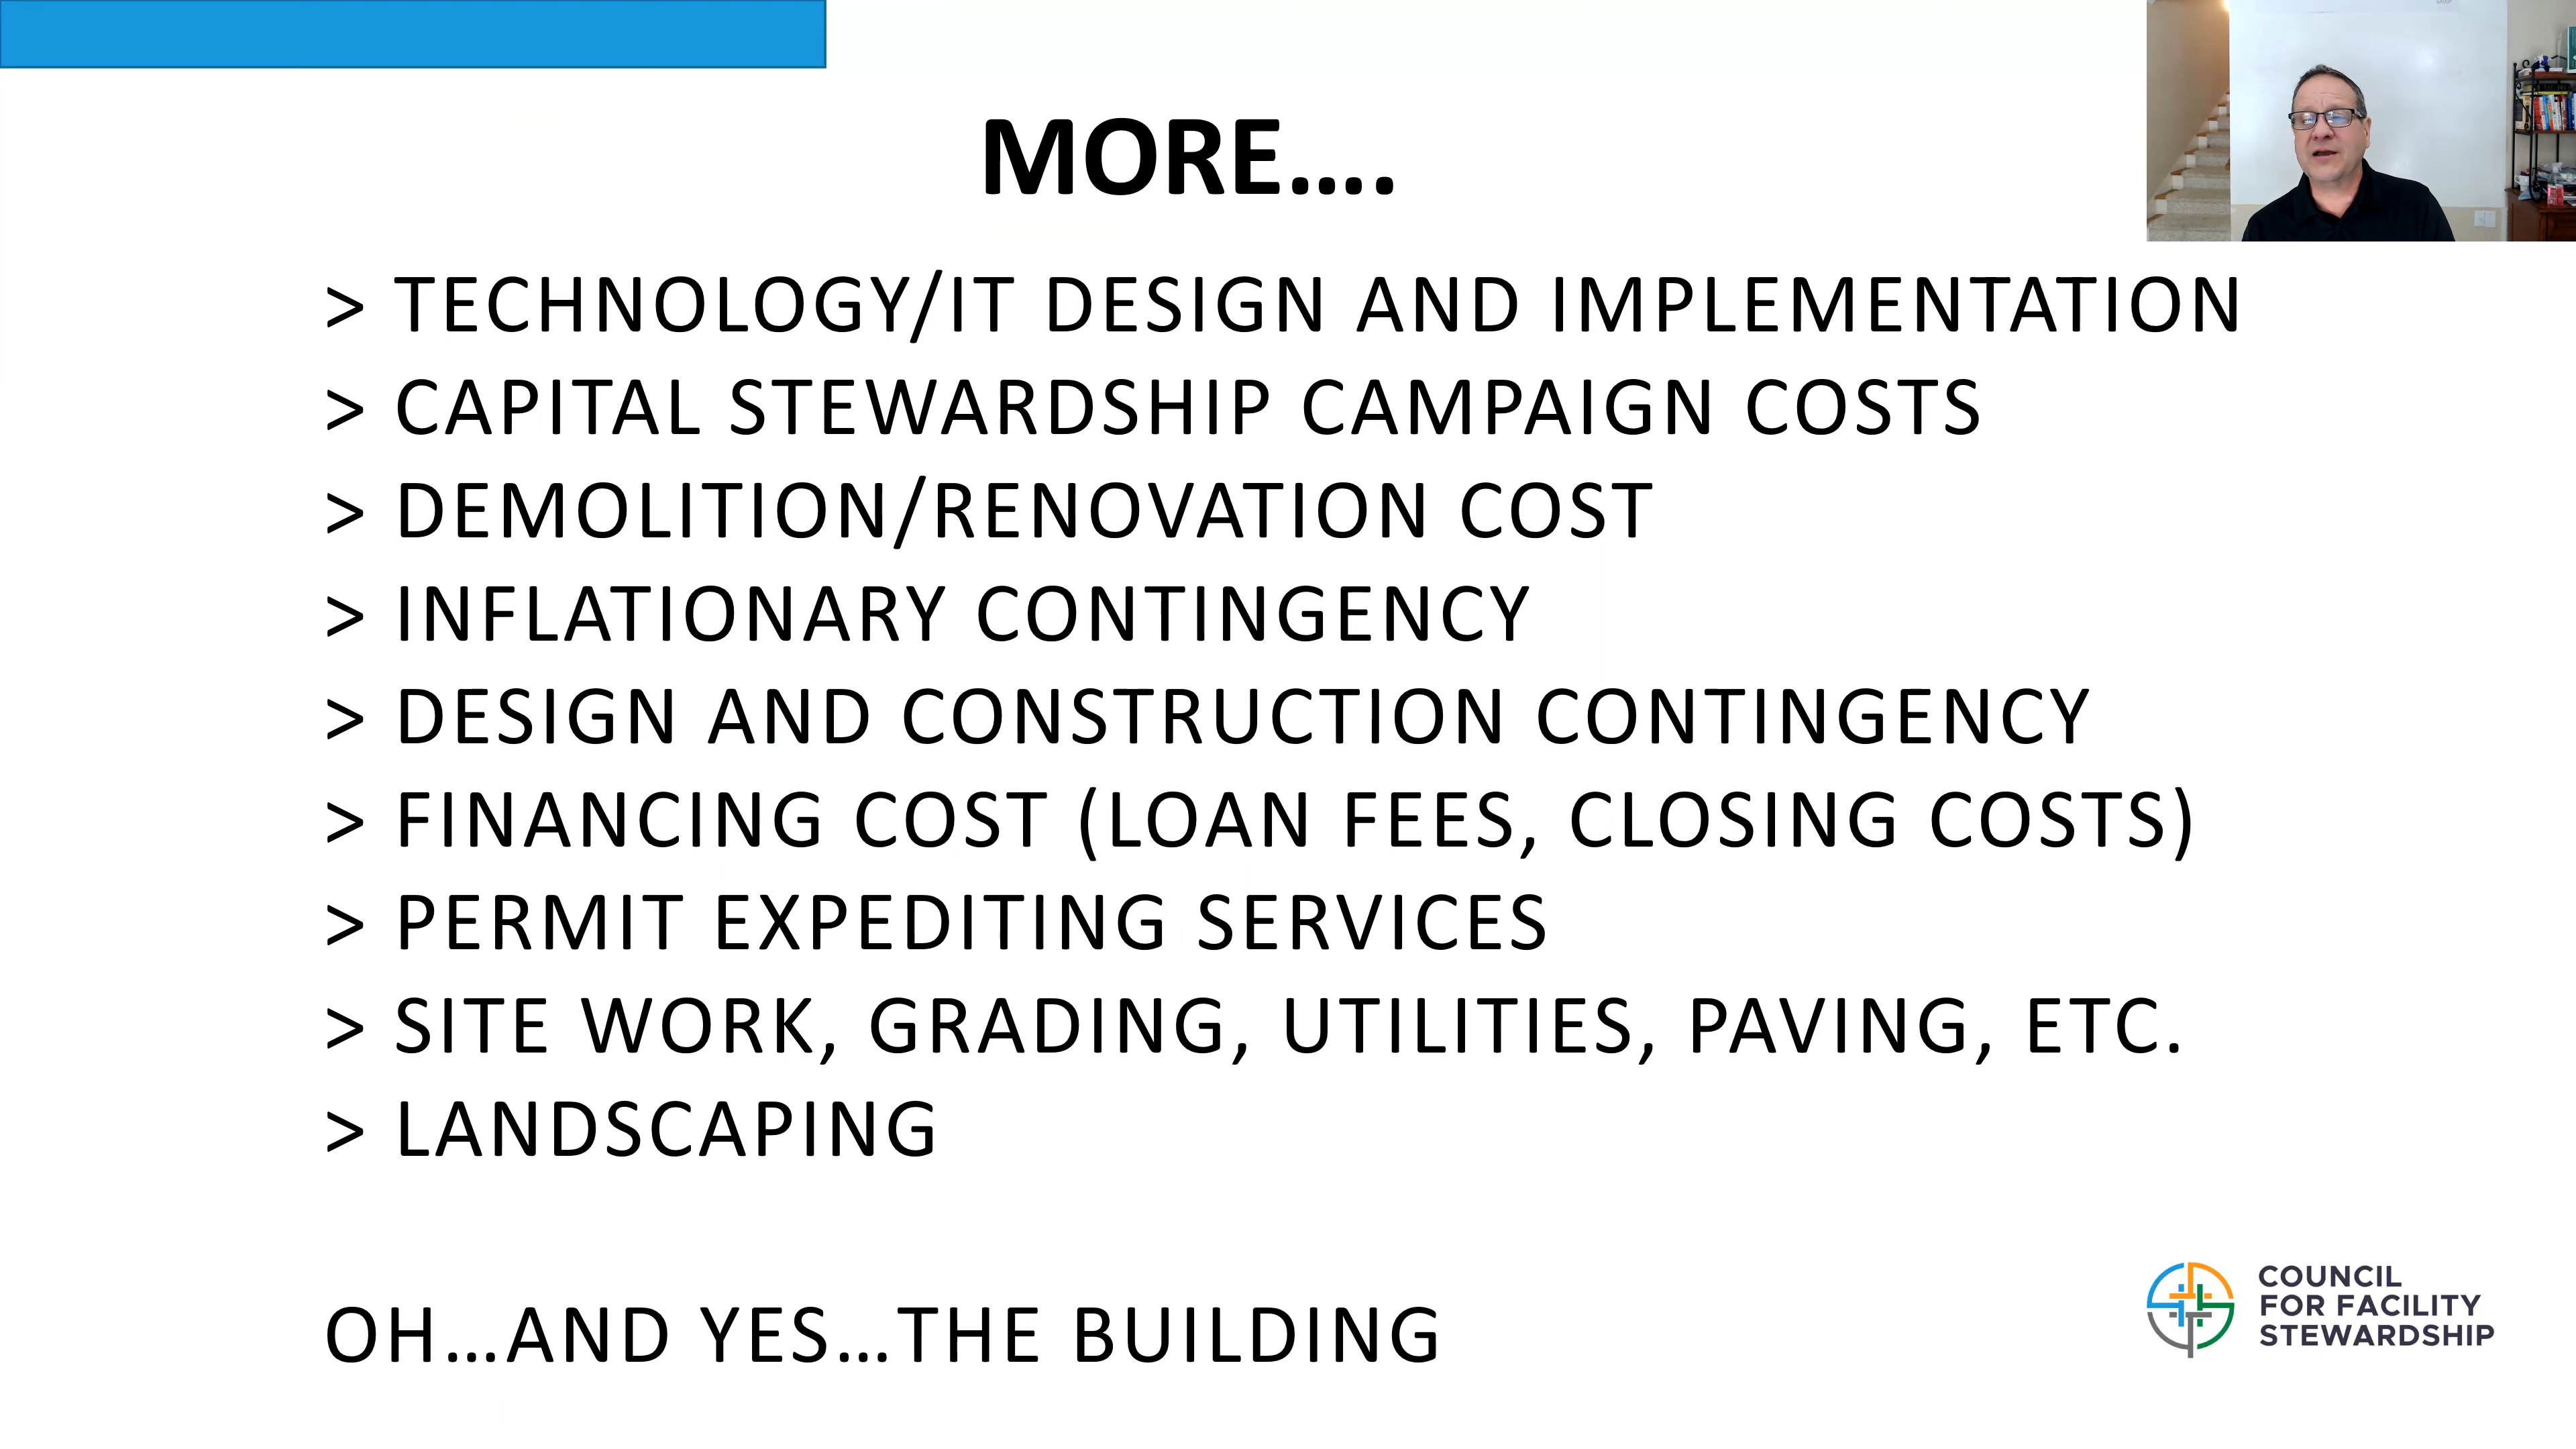 MORE....
> TECHNOLOGY/IT DESIGN AND IMPLEMENTATION
> CAPITAL STEWARDSHIP CAMPAIGN COSTS
> DEMOLITION/RENOVATION COST
> INFLATIONARY CONTINGENCY
> DESIGN AND CONSTRUCTION CONTINGENCY
> FINANCING COST (LOAN FEES, CLOSING COSTS)
> PERMIT EXPEDITING SERVICES
> SITE WORK, GRADING, UTILITIES, PAVING, ETC.
> LANDSCAPING
OH…AND YES…THE BUILDING
COUNCIL
FOR FACILITY
STEWARDSHIP